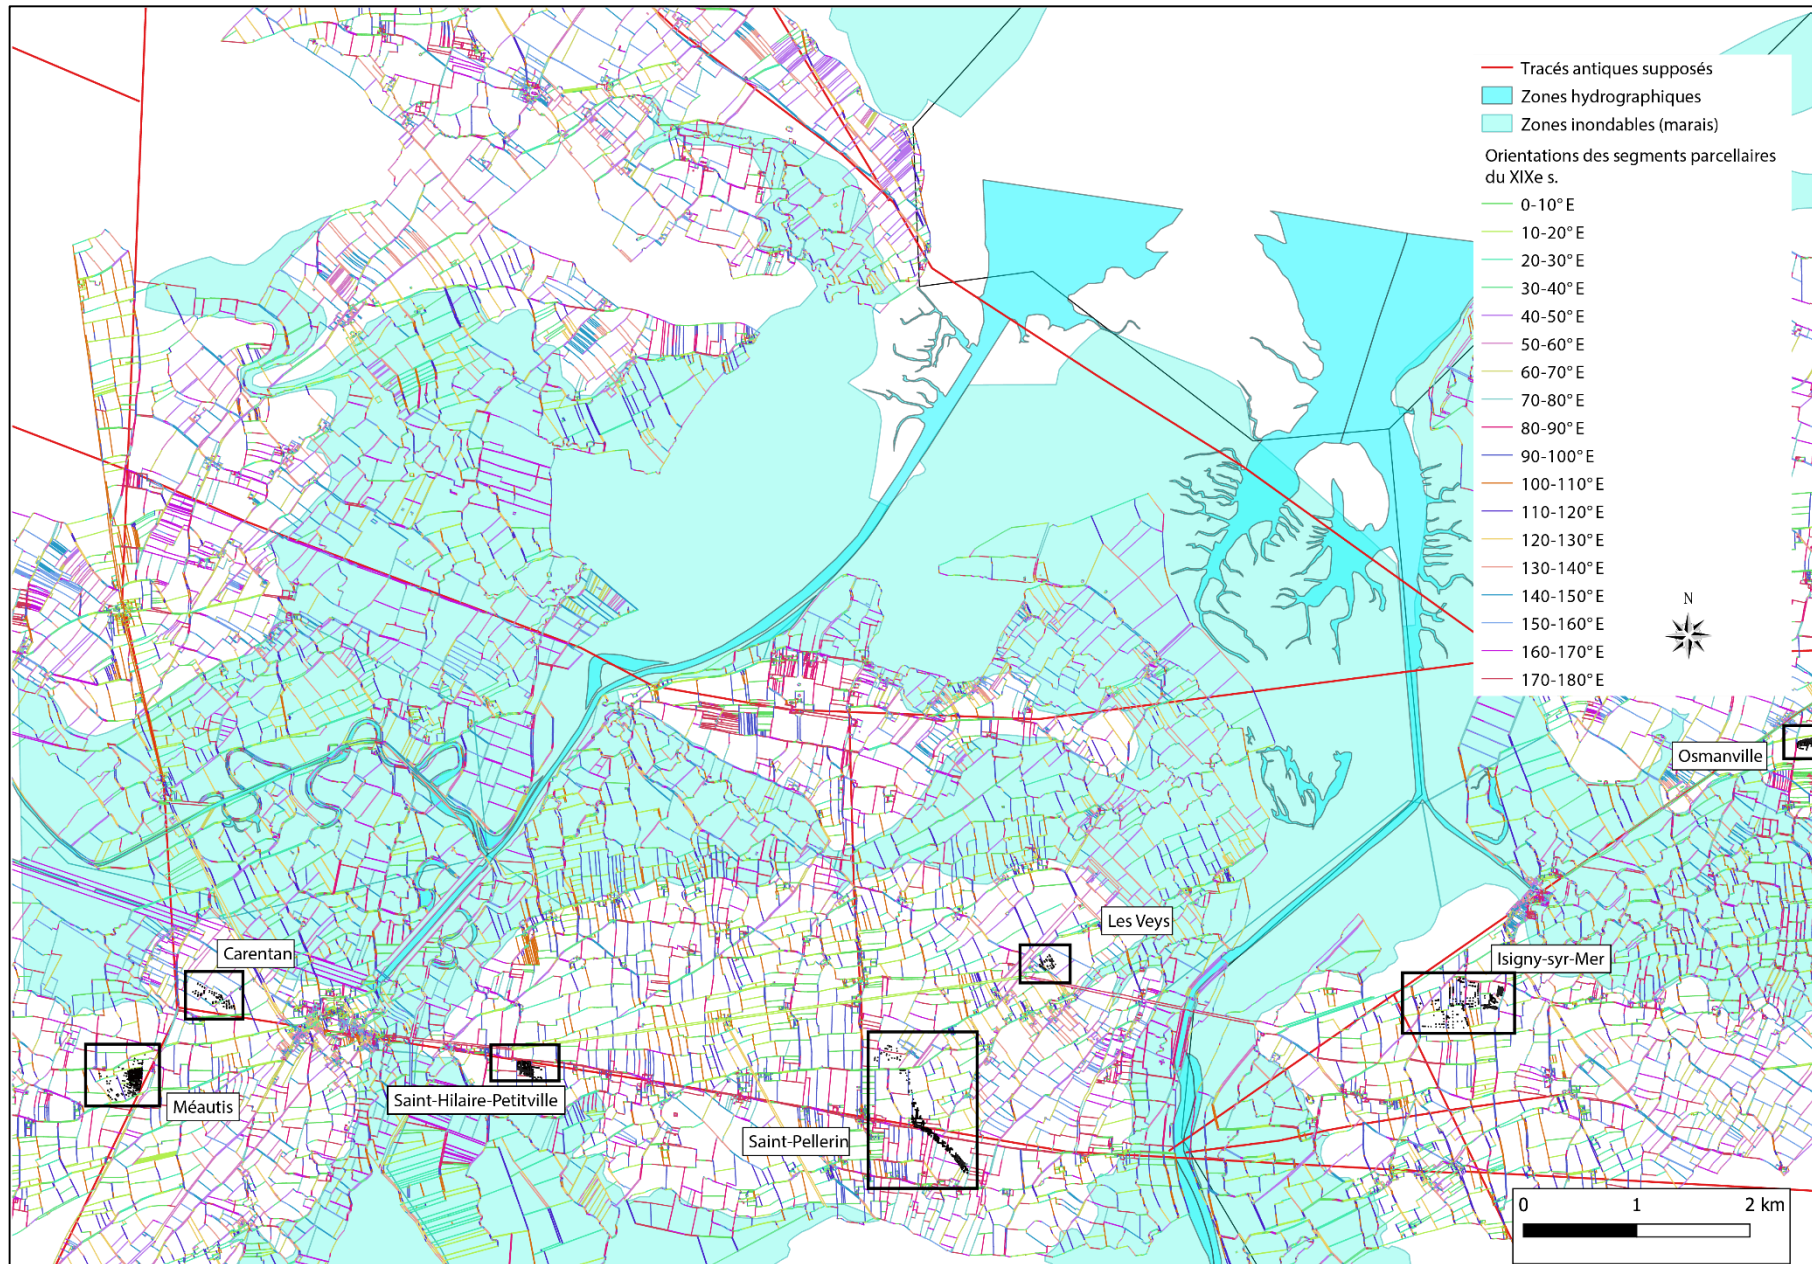 Tracés antiques supposés
Zones hydrographiques
Zones inondables (marais)
Orientations des segments parcellaires
du XIXe s.
0-10° E
10-20° E
20-30° E
30-40° E
40-50° E
50-60° E
60-70° E
70-80° E
80-90° E
90-100° E
100-110° E
110-120° E
120-130° E
130-140° E
140-150° E
150-160° E
160-170° E
170-180° E
N
Osmanville
Les Veys
Carentan
Isigny-syr-Mer
Méautis
Saint-Hilaire-Petitville
Saint-Pellerin
0 1 2 km